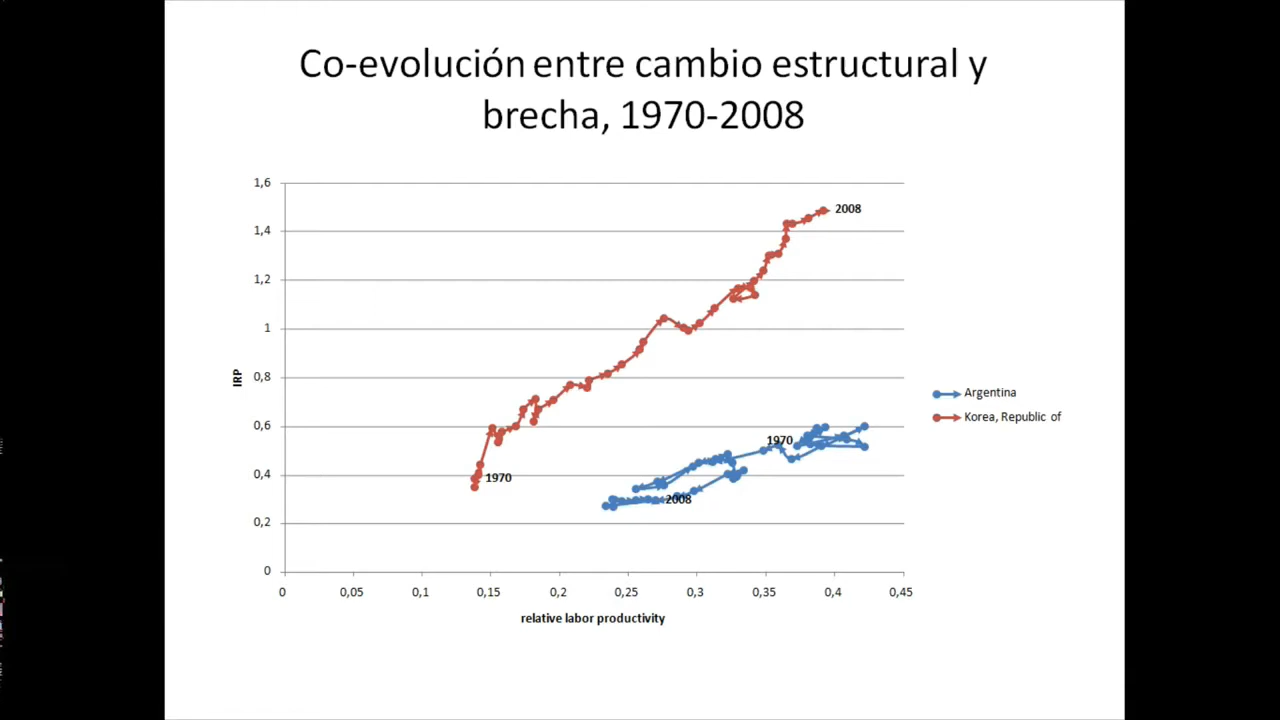 Co-evolución entre cambio estructural y
brecha, 1970-2008
1,6
1,4
1,2
1
0,8
0,6
0,4
0,2
0
IRP
2008
1970
1970
2008
Argentina
Korea, Republic of
0 0,05 0,1 0,15 0,2 0,25 0,3 0,35 0,4 0,45
relative labor productivity